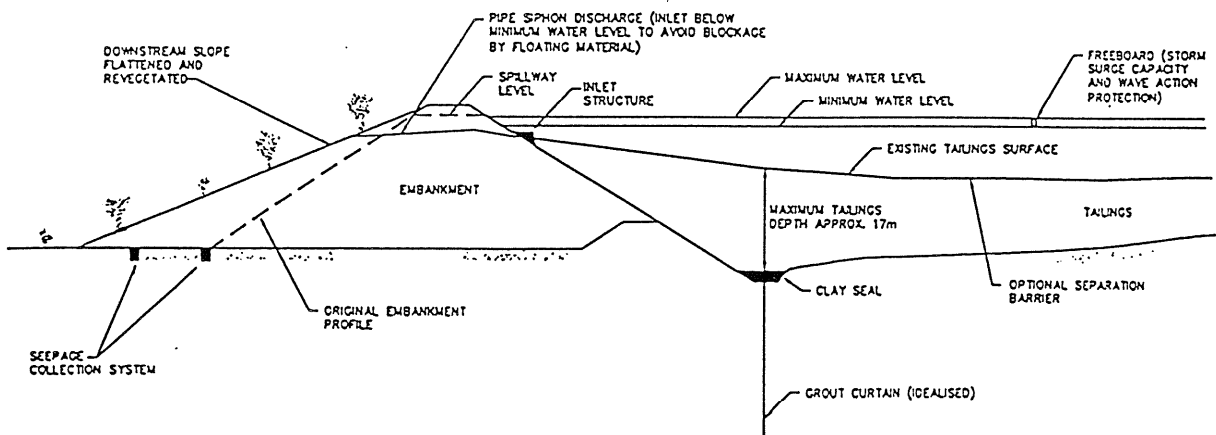 PIPE SIPHON DISCHARGE (INLET BELOW
MINIMUM WATER LEVEL TO AVOID BLOCKAGE
BY FLOATING MATERIAL)
DOWNSTREAM SLOPE
FLATTENED AND
REVEGETATED
SPILLWAY
LEVEL
INLET
STRUCTURE
MAXIMUM WATER LEVEL
MINIMUM WATER LEVEL
FREEBOARD (STORM
SURGE CAPACITY
AND WAVE ACTION
PROTECTION)
EXISTING TAILINGS SURFACE
EMBANKMENT
MAXIMUM TAILINGS
DEPTH APPROX. 17m
TAILINGS
CLAY SEAL
OPTIONAL SEPARATION
BARRIER
ORIGINAL EMBANKMENT
PROFILE
SEEPAGE
COLLECTION SYSTEM
GROUT CURTAIN (IDEALISED)